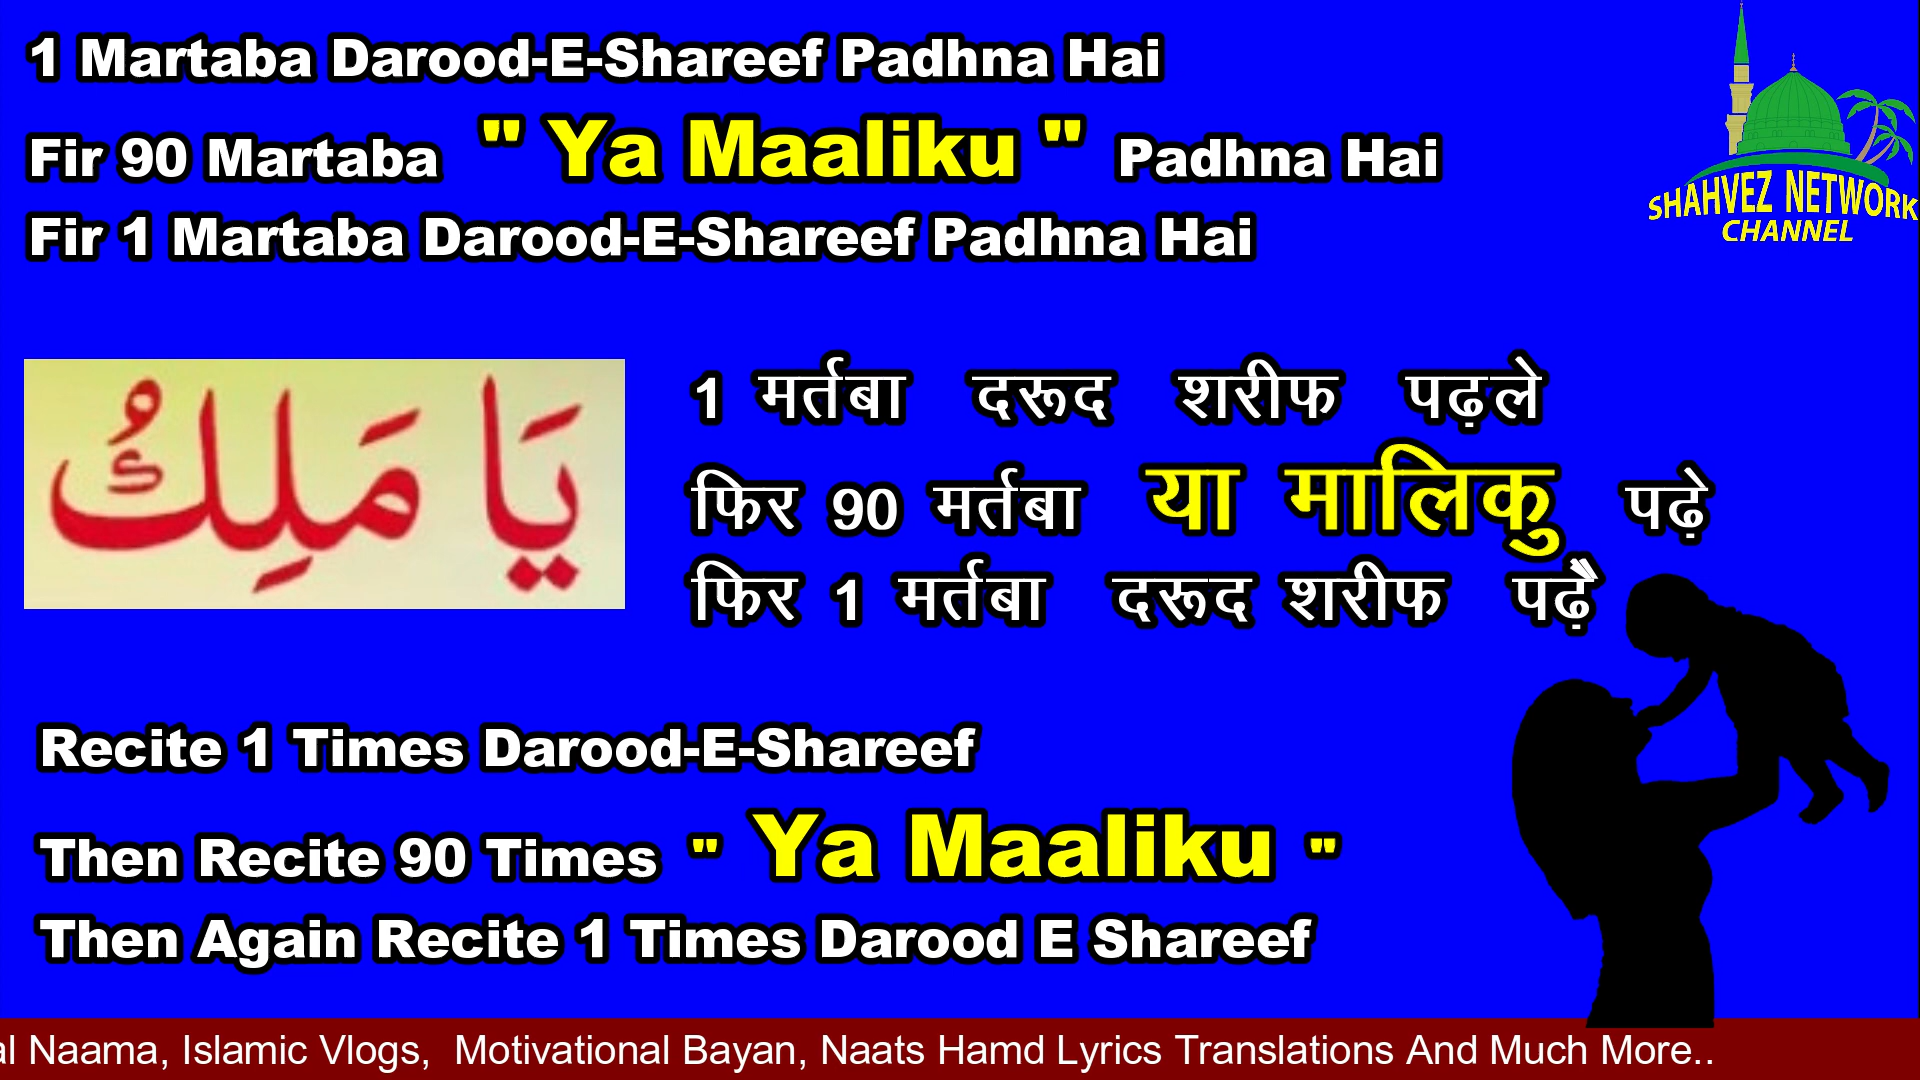 1 Martaba Darood-E-Shareef Padhna Hai
Fir 90 Martaba " Ya Maaliku " Padhna Hai
Fir 1 Martaba Darood-E-Shareef Padhna Hai
SHAHVEZ NETWORK
CHANNEL
يَا مَلِكُ
1 मर्तबा दरूद शरीफ पढ़ले
फिर 90 मर्तबा या मालिकु पढ़े
फिर 1 मर्तबा दरूद शरीफ पढ़ै
Recite 1 Times Darood-E-Shareef
Then Recite 90 Times " Ya Maaliku "
Then Again Recite 1 Times Darood E Shareef
al Naama, Islamic Vlogs, Motivational Bayan, Naats Hamd Lyrics Translations And Much More..